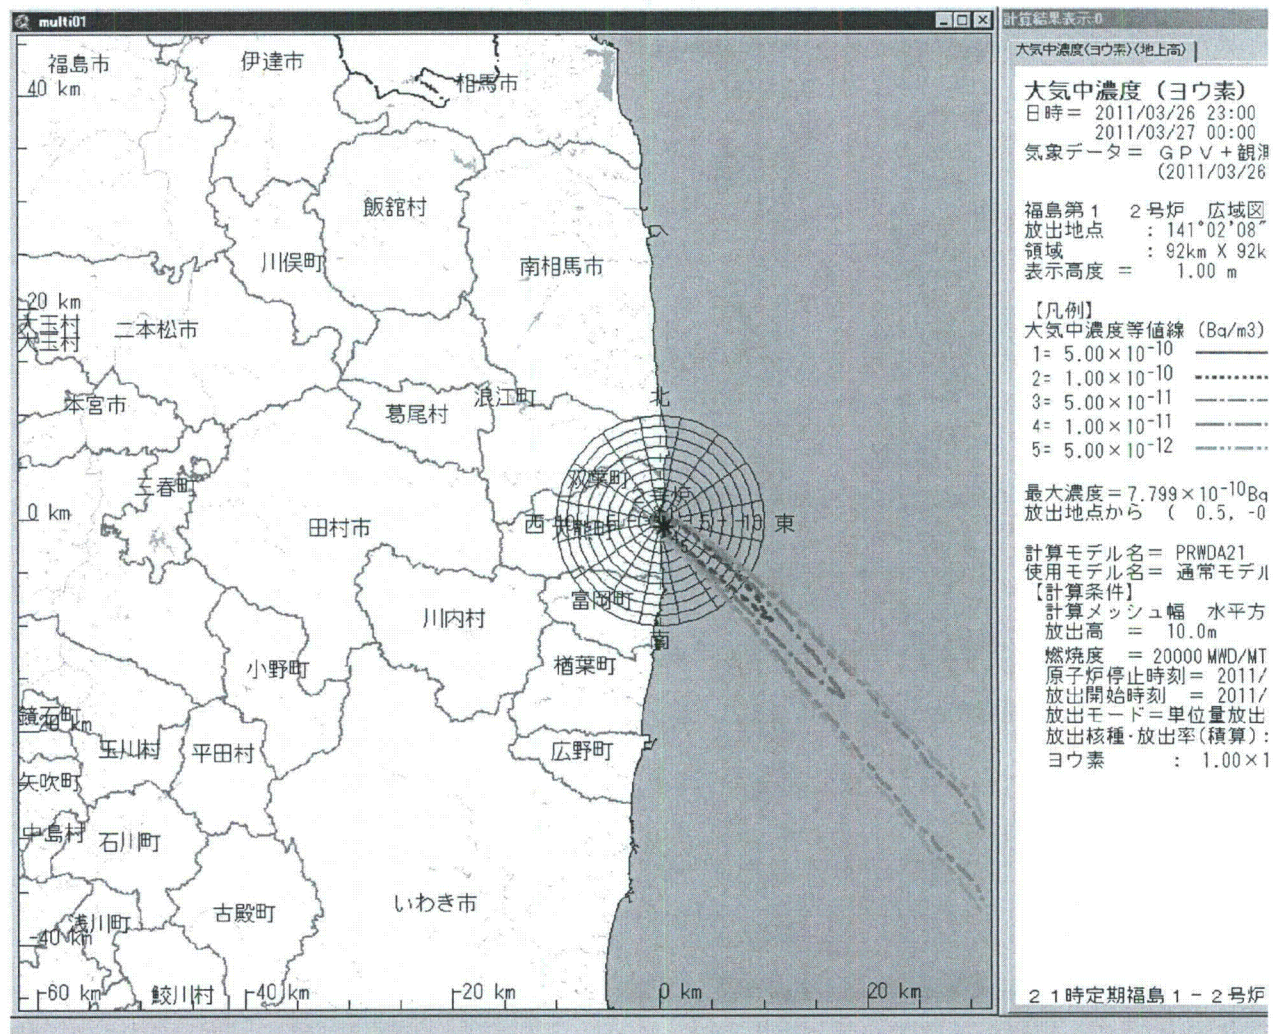 multi01
福島市
伊達市
相馬市
40 km
飯舘村
川俣町
南相馬市
20 km
大玉村
大玉村
二本松市
本宮市
浪江町
葛尾村
北
三春町
双葉町
2号炉
0 km
田村市
西
大熊町
東
富岡町
川内村
南
小野町
楢葉町
鏡石町
玉川村
平田村
広野町
矢吹町
中島村
石川町
浅川町
古殿町
いわき市
-40 km
-60 km
鮫川村
-40 km
-20 km
0 km
20 km
計算結果表示:0
大気中濃度(ヨウ素)(地上高)
大気中濃度(ヨウ素)
日時= 2011/03/26 23:00
2011/03/27 00:00
気象データ= GPV+観測
(2011/03/26
福島第1 2号炉 広域図
放出地点 : 141°02'08"
領域 : 92km X 92k
表示高度 = 1.00 m
【凡例】
大気中濃度等値線 (Bq/m3)
1= 5.00×10-10
2= 1.00×10-10
3= 5.00×10-11
4= 1.00×10-11
5= 5.00×10-12
最大濃度=7.799×10-10Bq
放出地点から ( 0.5, -0
計算モデル名= PRWDA21
使用モデル名= 通常モデル
【計算条件】
計算メッシュ幅 水平方
放出高 = 10.0m
燃焼度 = 20000MWD/MT
原子炉停止時刻= 2011/
放出開始時刻 = 2011/
放出モード=単位量放出
放出核種・放出率(積算):
ヨウ素 : 1.00×1
21時定期福島1-2号炉